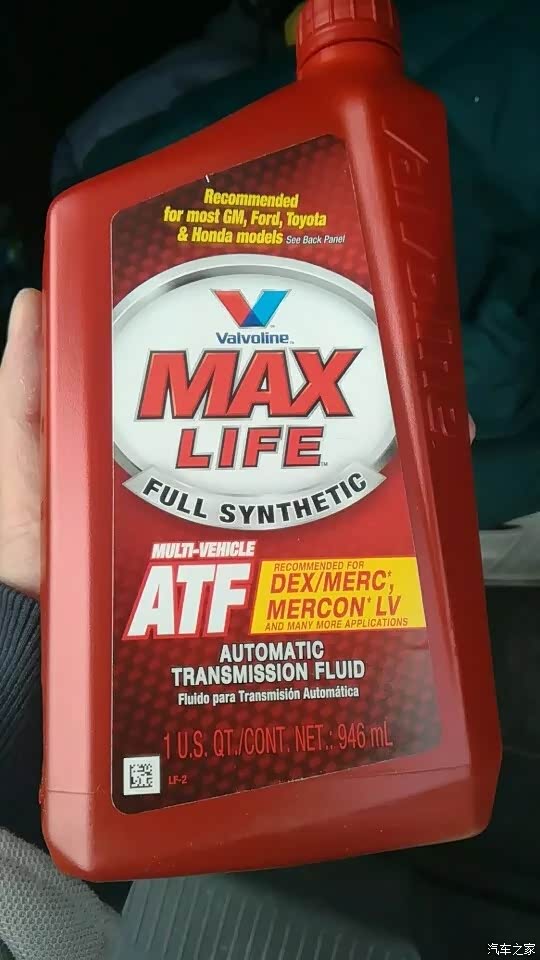 Recommended
for most GM, Ford, Toyota
& Honda models See Back Panel
Valvoline™
MAX
LIFE™
FULL SYNTHETIC
MULTI-VEHICLE
ATF
RECOMMENDED FOR
DEX/MERC*,
MERCON* LV
AND MANY MORE APPLICATIONS
AUTOMATIC
TRANSMISSION FLUID
Fluido para Transmisión Automática
1 U.S. QT./CONT. NET.: 946 mL
LF-2
Valvoline
汽车之家